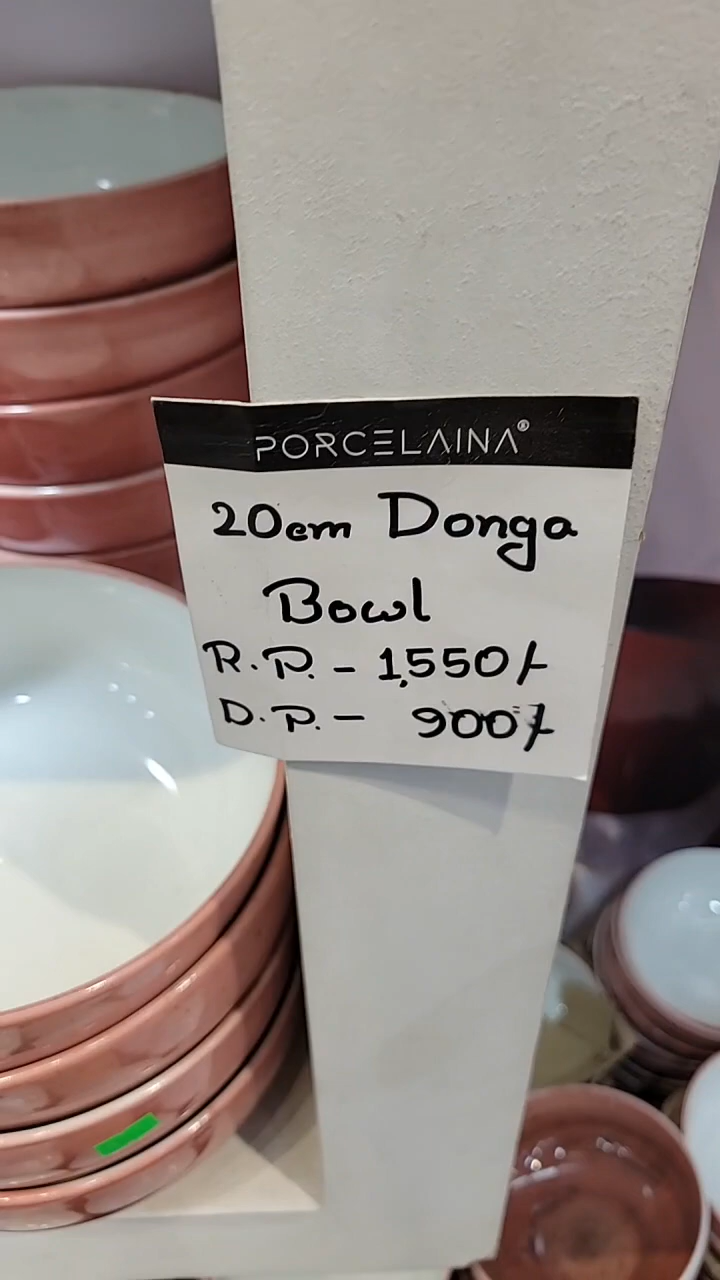 PORCELAINA®
20cm Donga
Bowl
R.P. - 1,550/-
D.P. - 900/-